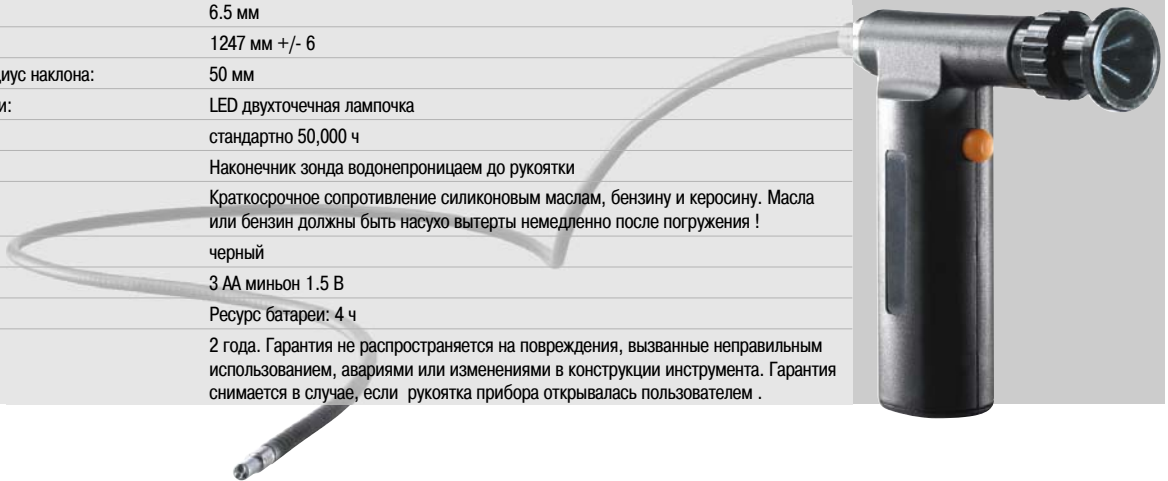 6.5 мм
1247 мм +/- 6
иус наклона: 50 мм
и: LED двухточечная лампочка
стандартно 50,000 ч
Наконечник зонда водонепроницаем до рукоятки
Краткосрочное сопротивление силиконовым маслам, бензину и керосину. Масла
или бензин должны быть насухо вытерты немедленно после погружения !
черный
3 АА миньон 1.5 В
Ресурс батареи: 4 ч
2 года. Гарантия не распространяется на повреждения, вызванные неправильным
использованием, авариями или изменениями в конструкции инструмента. Гарантия
снимается в случае, если рукоятка прибора открывалась пользователем .